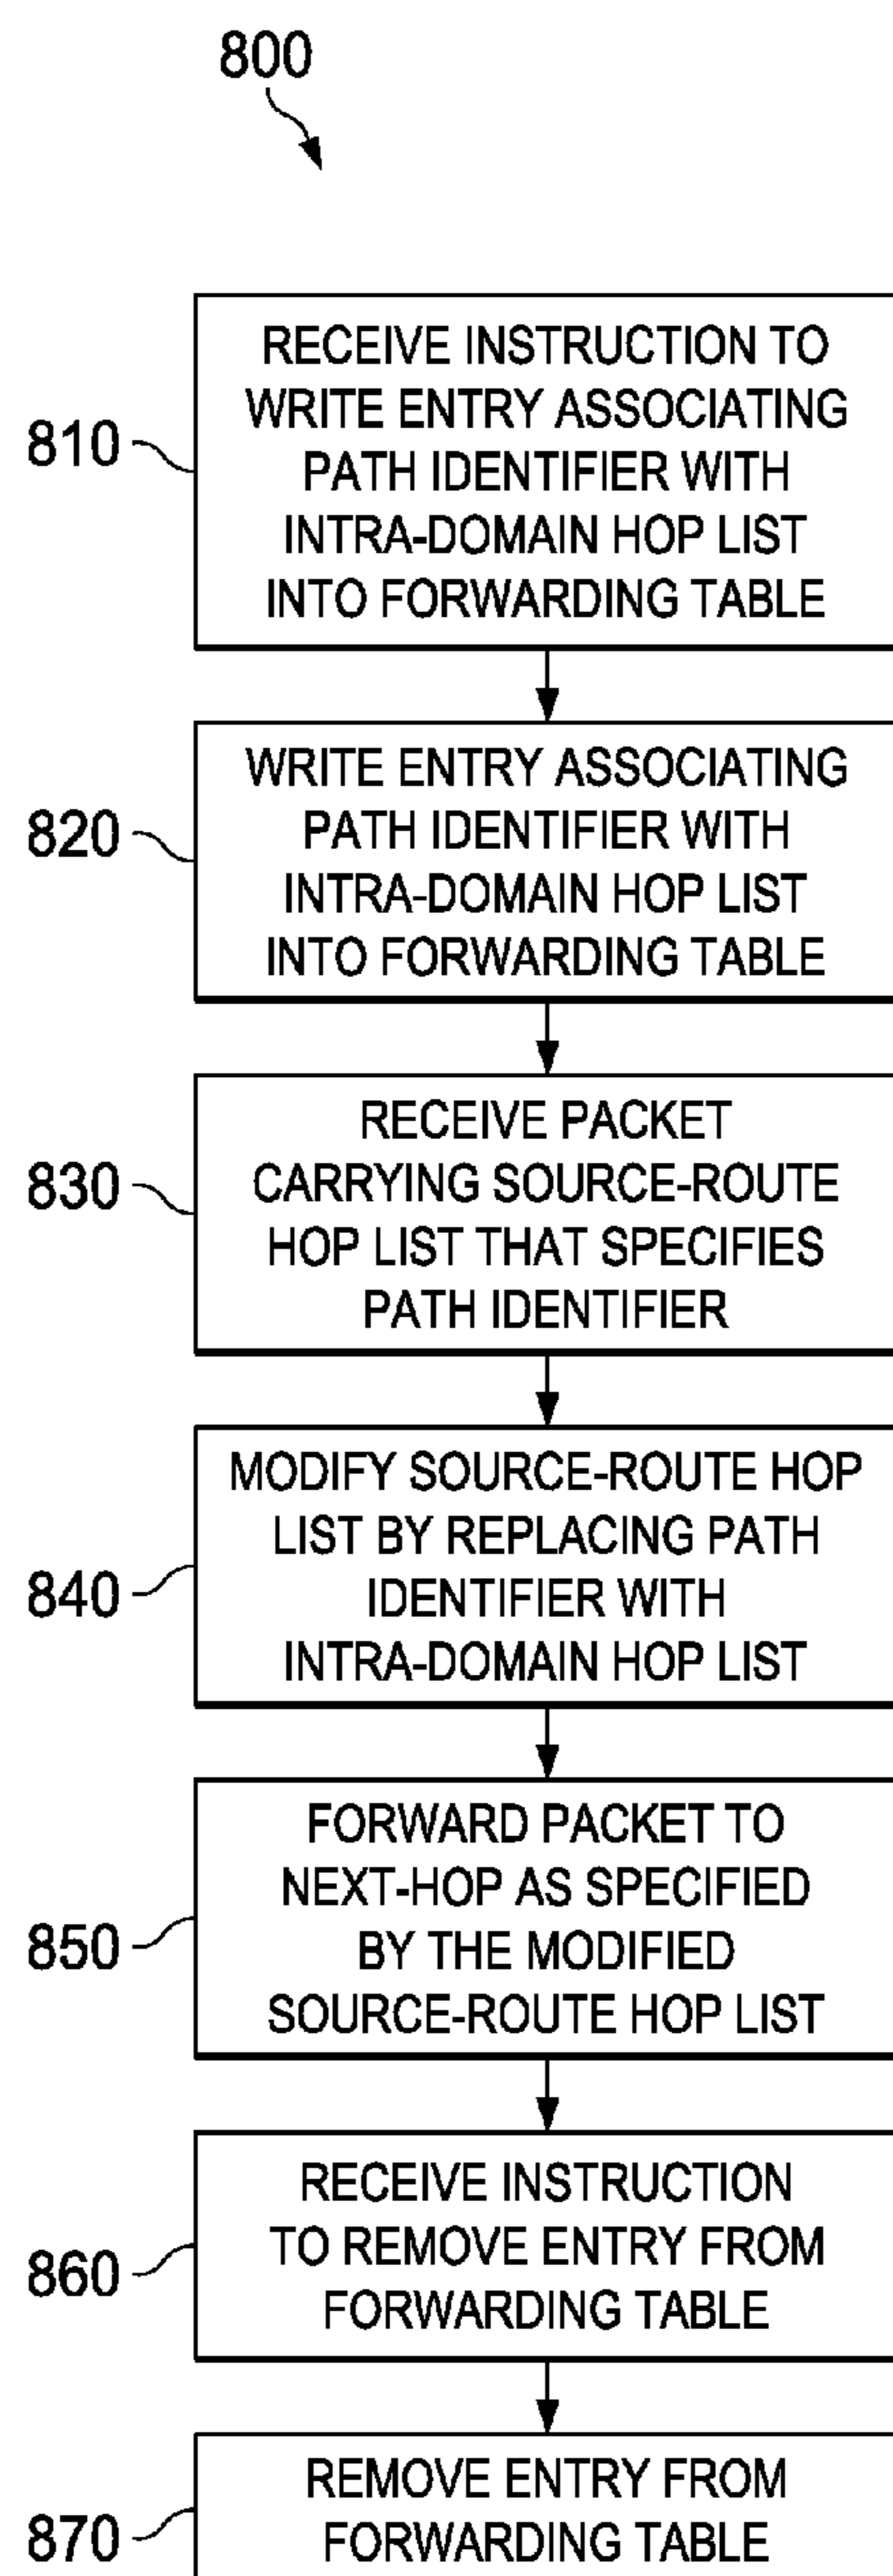 800
810
RECEIVE INSTRUCTION TO
WRITE ENTRY ASSOCIATING
PATH IDENTIFIER WITH
INTRA-DOMAIN HOP LIST
INTO FORWARDING TABLE
820
WRITE ENTRY ASSOCIATING
PATH IDENTIFIER WITH
INTRA-DOMAIN HOP LIST
INTO FORWARDING TABLE
830
RECEIVE PACKET
CARRYING SOURCE-ROUTE
HOP LIST THAT SPECIFIES
PATH IDENTIFIER
840
MODIFY SOURCE-ROUTE HOP
LIST BY REPLACING PATH
IDENTIFIER WITH
INTRA-DOMAIN HOP LIST
850
FORWARD PACKET TO
NEXT-HOP AS SPECIFIED
BY THE MODIFIED
SOURCE-ROUTE HOP LIST
860
RECEIVE INSTRUCTION
TO REMOVE ENTRY FROM
FORWARDING TABLE
870
REMOVE ENTRY FROM
FORWARDING TABLE